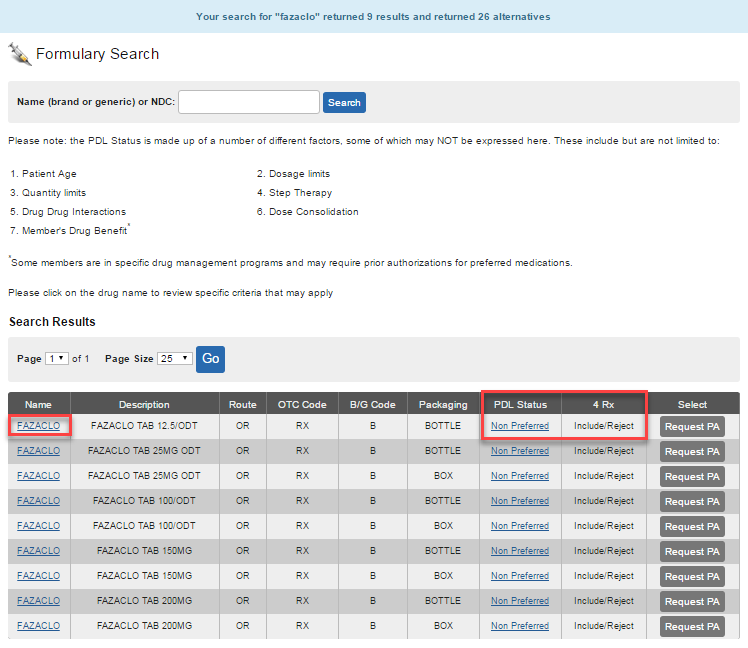 Your search for "fazaclo" returned 9 results and returned 26 alternatives
Formulary Search
Name (brand or generic) or NDC: Search
Please note: the PDL Status is made up of a number of different factors, some of which may NOT be expressed here. These include but are not limited to:
1. Patient Age 2. Dosage limits
3. Quantity limits 4. Step Therapy
5. Drug Drug Interactions 6. Dose Consolidation
7. Member's Drug Benefit*
*Some members are in specific drug management programs and may require prior authorizations for preferred medications.
Please click on the drug name to review specific criteria that may apply
Search Results
Page 1 of 1 Page Size 25 Go
Name Description Route OTC Code B/G Code Packaging PDL Status 4 Rx Select
FAZACLO FAZACLO TAB 12.5/ODT OR RX B BOTTLE Non Preferred Include/Reject Request PA
FAZACLO FAZACLO TAB 25MG ODT OR RX B BOTTLE Non Preferred Include/Reject Request PA
FAZACLO FAZACLO TAB 25MG ODT OR RX B BOX Non Preferred Include/Reject Request PA
FAZACLO FAZACLO TAB 100/ODT OR RX B BOTTLE Non Preferred Include/Reject Request PA
FAZACLO FAZACLO TAB 100/ODT OR RX B BOX Non Preferred Include/Reject Request PA
FAZACLO FAZACLO TAB 150MG OR RX B BOTTLE Non Preferred Include/Reject Request PA
FAZACLO FAZACLO TAB 150MG OR RX B BOX Non Preferred Include/Reject Request PA
FAZACLO FAZACLO TAB 200MG OR RX B BOTTLE Non Preferred Include/Reject Request PA
FAZACLO FAZACLO TAB 200MG OR RX B BOX Non Preferred Include/Reject Request PA